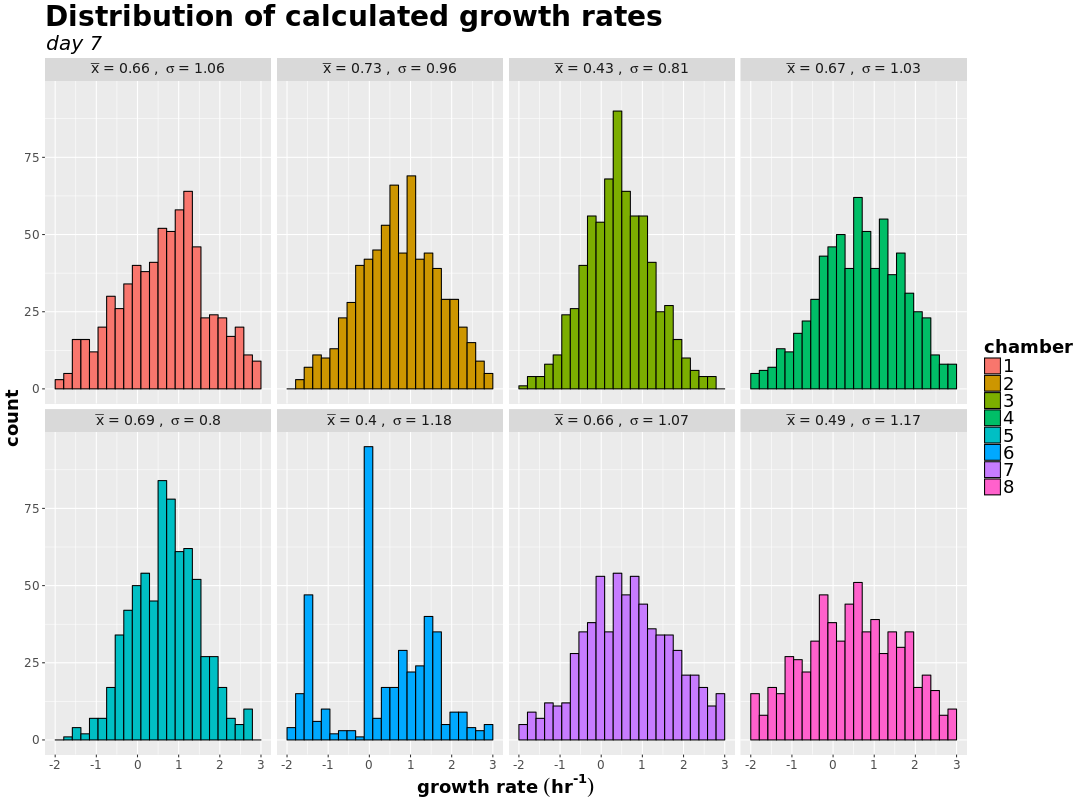 Distribution of calculated growth rates
day 7
x̅ = 0.66 , σ = 1.06
x̅ = 0.73 , σ = 0.96
x̅ = 0.43 , σ = 0.81
x̅ = 0.67 , σ = 1.03
75
50
25
0
x̅ = 0.69 , σ = 0.8
x̅ = 0.4 , σ = 1.18
x̅ = 0.66 , σ = 1.07
x̅ = 0.49 , σ = 1.17
75
50
25
0
-2 -1 0 1 2 3
-2 -1 0 1 2 3
-2 -1 0 1 2 3
-2 -1 0 1 2 3
count
growth rate (hr⁻¹)
chamber
1
2
3
4
5
6
7
8